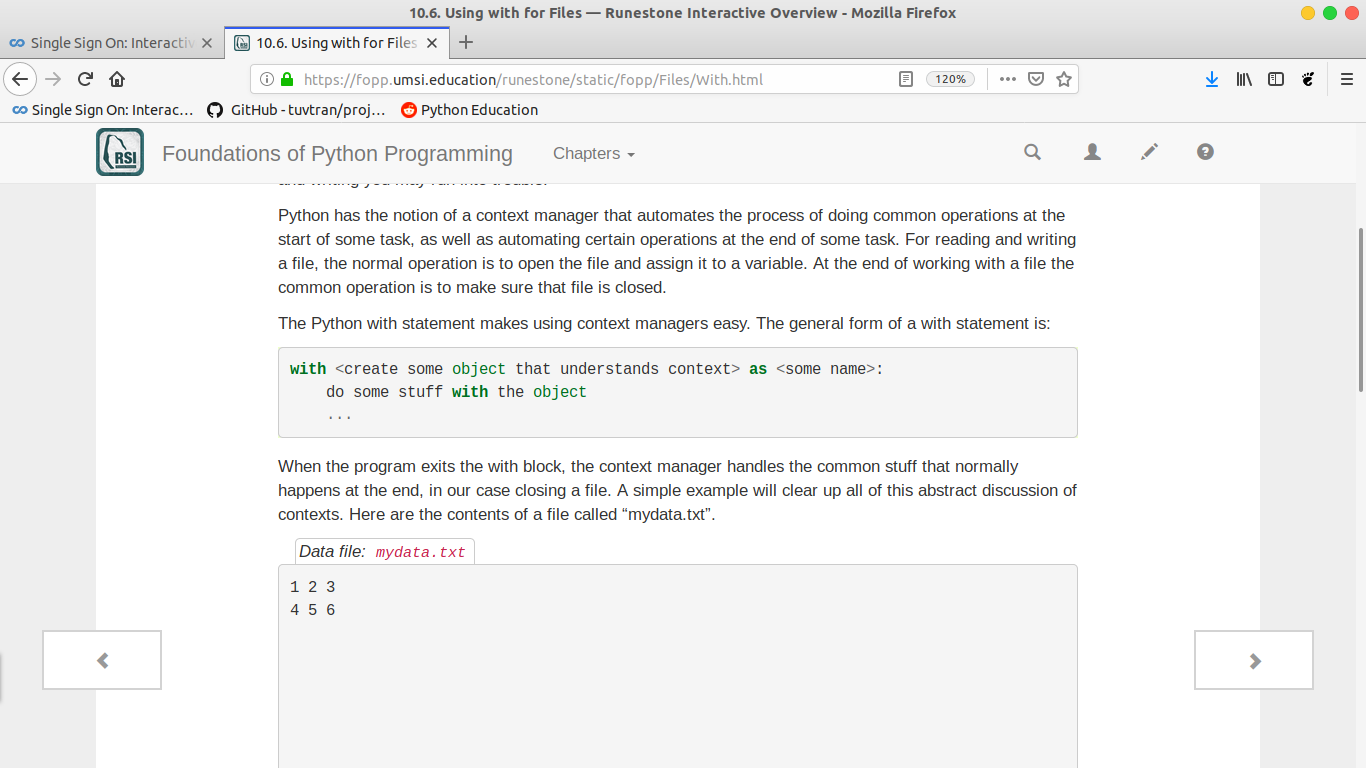 10.6. Using with for Files — Runestone Interactive Overview - Mozilla Firefox
Single Sign On: Interactiv
10.6. Using with for Files
https://fopp.umsi.education/runestone/static/fopp/Files/With.html
120%
Single Sign On: Interac…
GitHub - tuvtran/proj…
Python Education
RSI
Foundations of Python Programming
Chapters
and writing you may run into trouble.
Python has the notion of a context manager that automates the process of doing common operations at the
start of some task, as well as automating certain operations at the end of some task. For reading and writing
a file, the normal operation is to open the file and assign it to a variable. At the end of working with a file the
common operation is to make sure that file is closed.
The Python with statement makes using context managers easy. The general form of a with statement is:
with <create some object that understands context> as <some name>:
    do some stuff with the object
    ...
When the program exits the with block, the context manager handles the common stuff that normally
happens at the end, in our case closing a file. A simple example will clear up all of this abstract discussion of
contexts. Here are the contents of a file called “mydata.txt”.
Data file: mydata.txt
1 2 3
4 5 6